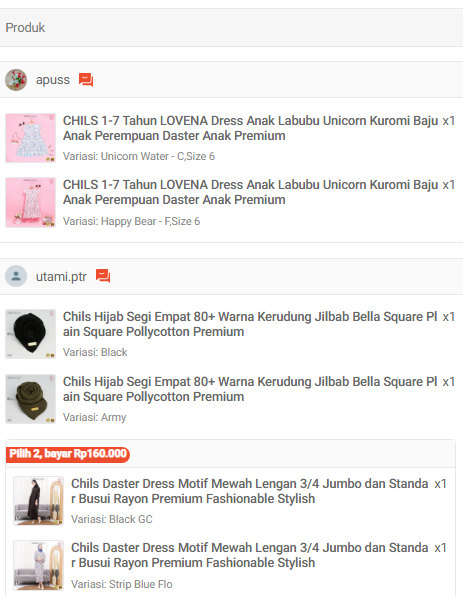 Produk
apuss
CHILS 1-7 Tahun LOVENA Dress Anak Labubu Unicorn Kuromi Baju x1
Anak Perempuan Daster Anak Premium
Variasi: Unicorn Water - C,Size 6
CHILS 1-7 Tahun LOVENA Dress Anak Labubu Unicorn Kuromi Baju x1
Anak Perempuan Daster Anak Premium
Variasi: Happy Bear - F,Size 6
utami.ptr
Chils Hijab Segi Empat 80+ Warna Kerudung Jilbab Bella Square Pl x1
ain Square Pollycotton Premium
Variasi: Black
Chils Hijab Segi Empat 80+ Warna Kerudung Jilbab Bella Square Pl x1
ain Square Pollycotton Premium
Variasi: Army
Pilih 2, bayar Rp160.000
Chils Daster Dress Motif Mewah Lengan 3/4 Jumbo dan Standa x1
r Busui Rayon Premium Fashionable Stylish
Variasi: Black GC
Chils Daster Dress Motif Mewah Lengan 3/4 Jumbo dan Standa x1
r Busui Rayon Premium Fashionable Stylish
Variasi: Strip Blue Flo